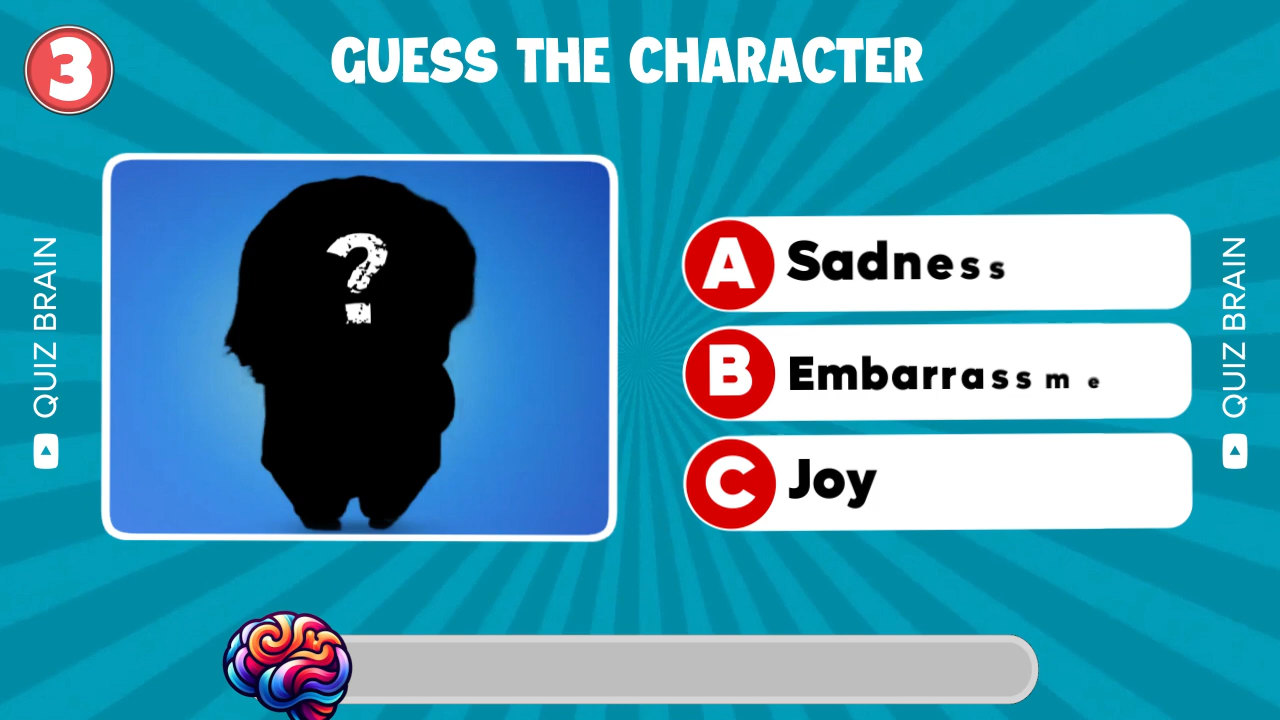 3
GUESS THE CHARACTER
?
A Sadness
B Embarrassme
C Joy
QUIZ BRAIN
QUIZ BRAIN